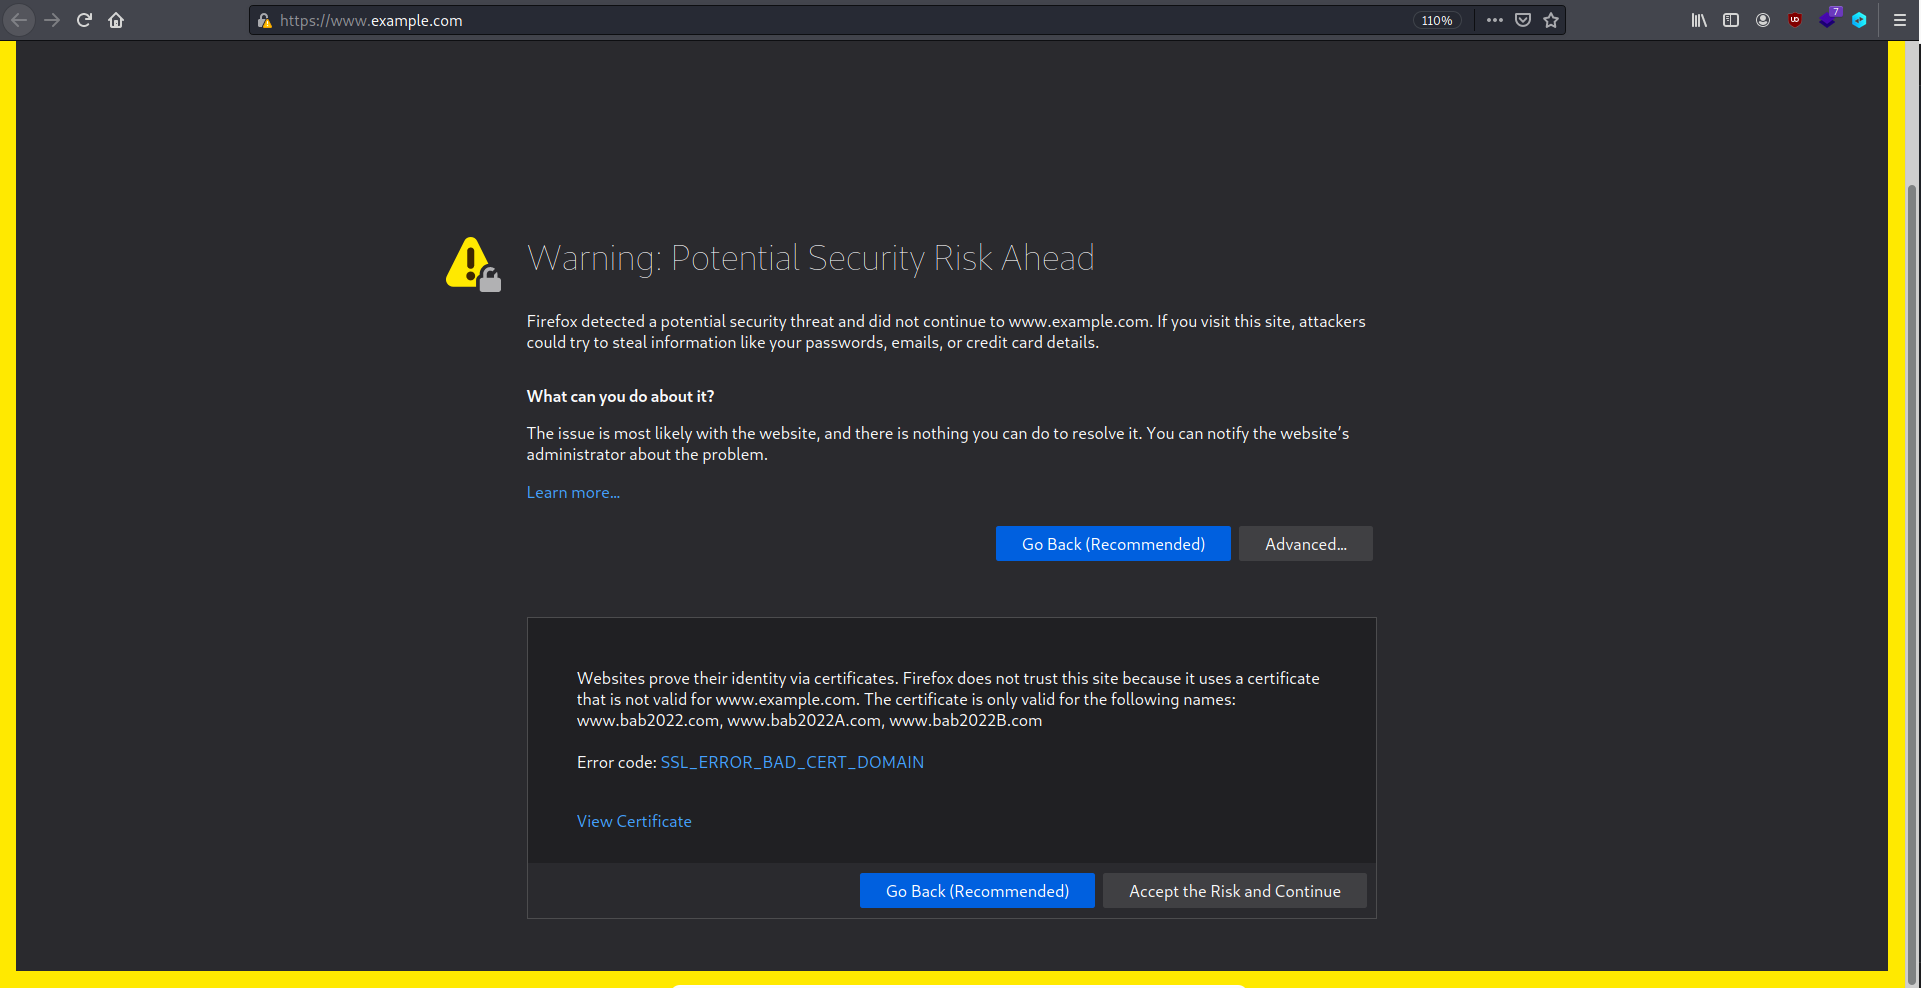 https://www.example.com
110%
7
Warning: Potential Security Risk Ahead
Firefox detected a potential security threat and did not continue to www.example.com. If you visit this site, attackers
could try to steal information like your passwords, emails, or credit card details.
What can you do about it?
The issue is most likely with the website, and there is nothing you can do to resolve it. You can notify the website’s
administrator about the problem.
Learn more…
Go Back (Recommended)
Advanced…
Websites prove their identity via certificates. Firefox does not trust this site because it uses a certificate
that is not valid for www.example.com. The certificate is only valid for the following names:
www.bab2022.com, www.bab2022A.com, www.bab2022B.com
Error code: SSL_ERROR_BAD_CERT_DOMAIN
View Certificate
Go Back (Recommended)
Accept the Risk and Continue